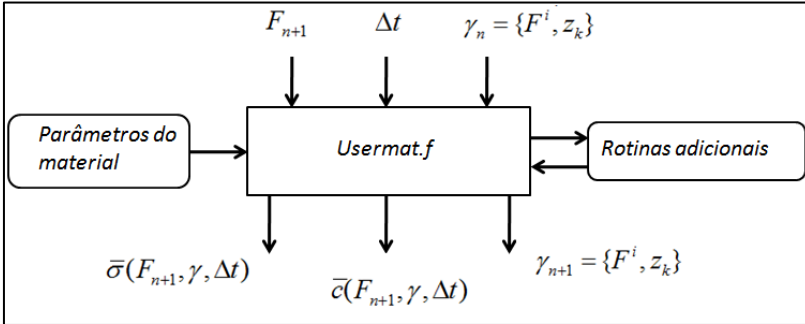 F_{n+1} Δt γ_n = {F^i, z_k}
Parâmetros do
material
Usermat.f
Rotinas adicionais
σ̅(F_{n+1}, γ, Δt)
c̅(F_{n+1}, γ, Δt)
γ_{n+1} = {F^i, z_k}